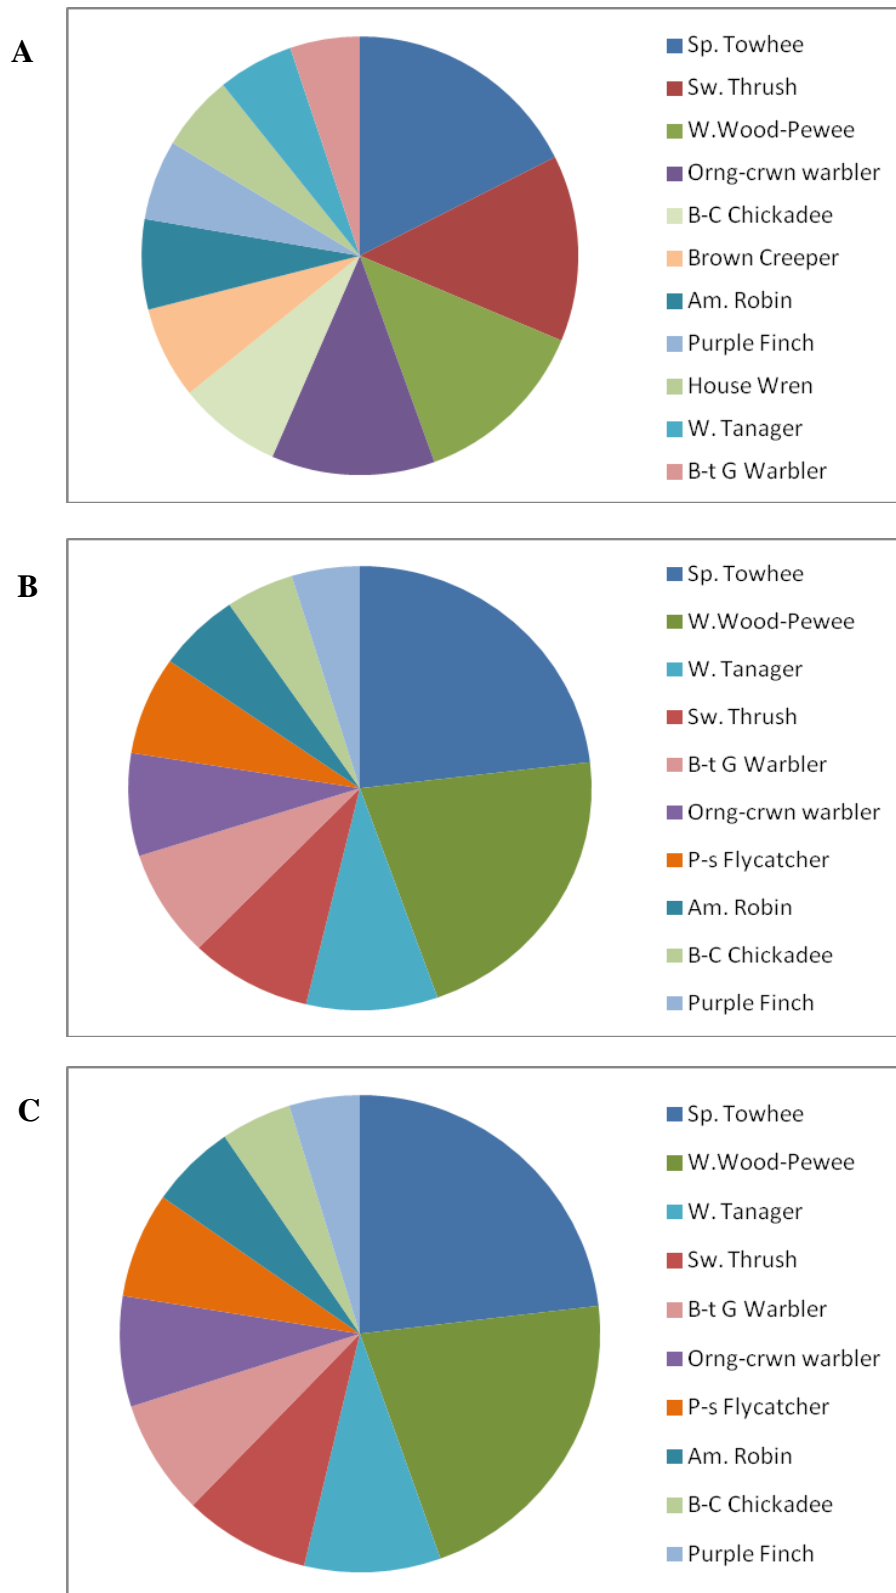 A
Sp. Towhee
Sw. Thrush
W.Wood-Pewee
Orng-crwn warbler
B-C Chickadee
Brown Creeper
Am. Robin
Purple Finch
House Wren
W. Tanager
B-t G Warbler
B
Sp. Towhee
W.Wood-Pewee
W. Tanager
Sw. Thrush
B-t G Warbler
Orng-crwn warbler
P-s Flycatcher
Am. Robin
B-C Chickadee
Purple Finch
C
Sp. Towhee
W.Wood-Pewee
W. Tanager
Sw. Thrush
B-t G Warbler
Orng-crwn warbler
P-s Flycatcher
Am. Robin
B-C Chickadee
Purple Finch